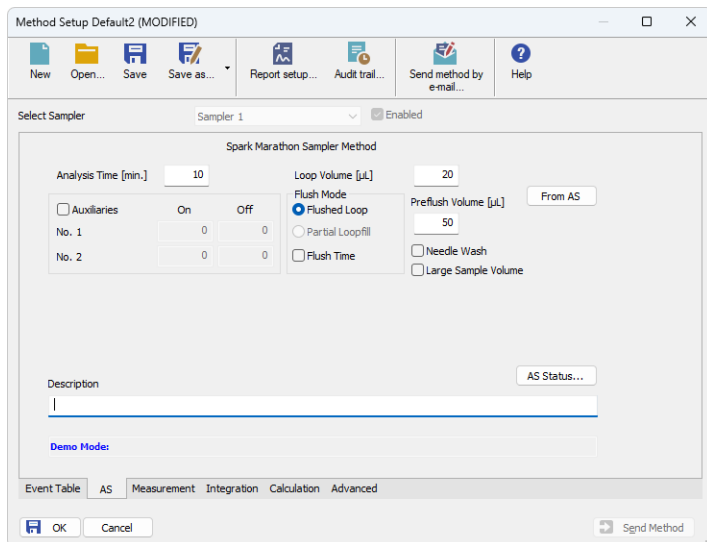 Method Setup Default2 (MODIFIED)
New Open... Save Save as... Report setup... Audit trail... Send method by e-mail... Help
Select Sampler Sampler 1 Enabled
Spark Marathon Sampler Method
Analysis Time [min.] 10 Loop Volume [µL] 20
Auxiliaries On Off
No. 1 0 0
No. 2 0 0
Flush Mode
Flushed Loop
Partial Loopfill
Flush Time
Preflush Volume [µL]
50
From AS
Needle Wash
Large Sample Volume
AS Status...
Description
Demo Mode:
Event Table AS Measurement Integration Calculation Advanced
OK Cancel Send Method